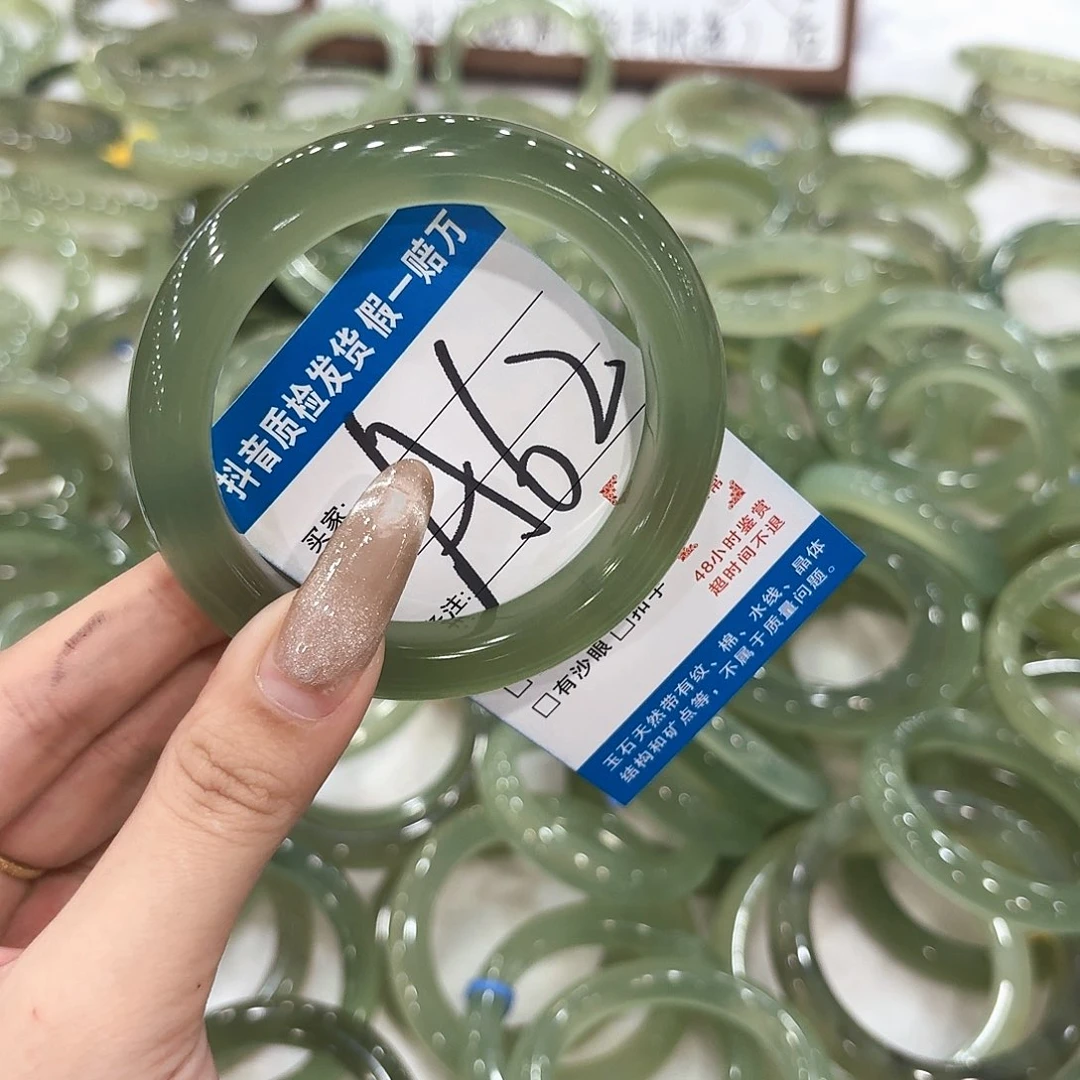 抖音质检发货 假一赔万
买家:
A62
注:
□有沙眼 □扣子
48小时鉴赏
超时间不退
玉石天然带有纹、棉、水线、晶体
结构和矿点等，不属于质量问题。